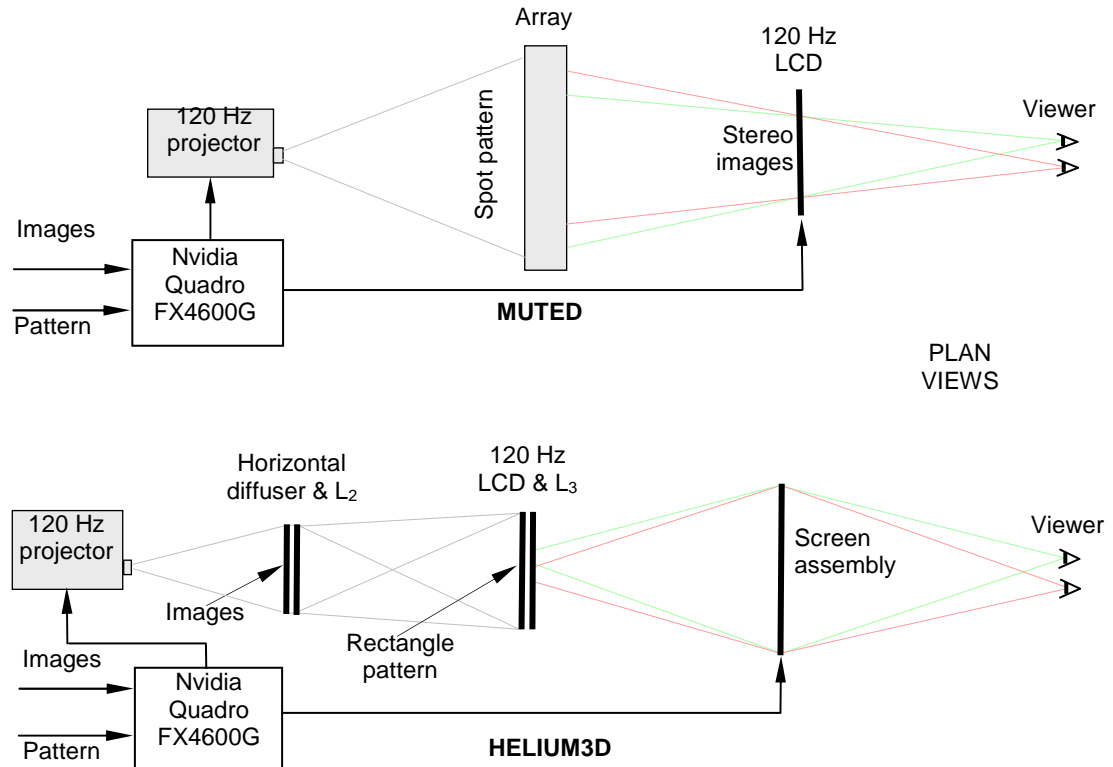 Array
120 Hz
LCD
120 Hz
projector
Spot pattern
Stereo
images
Viewer
Images
Nvidia
Quadro
FX4600G
Pattern
MUTED
PLAN
VIEWS
Horizontal
diffuser & L2
120 Hz
LCD & L3
120 Hz
projector
Viewer
Screen
assembly
Images
Rectangle
pattern
Images
Nvidia
Quadro
FX4600G
Pattern
HELIUM3D